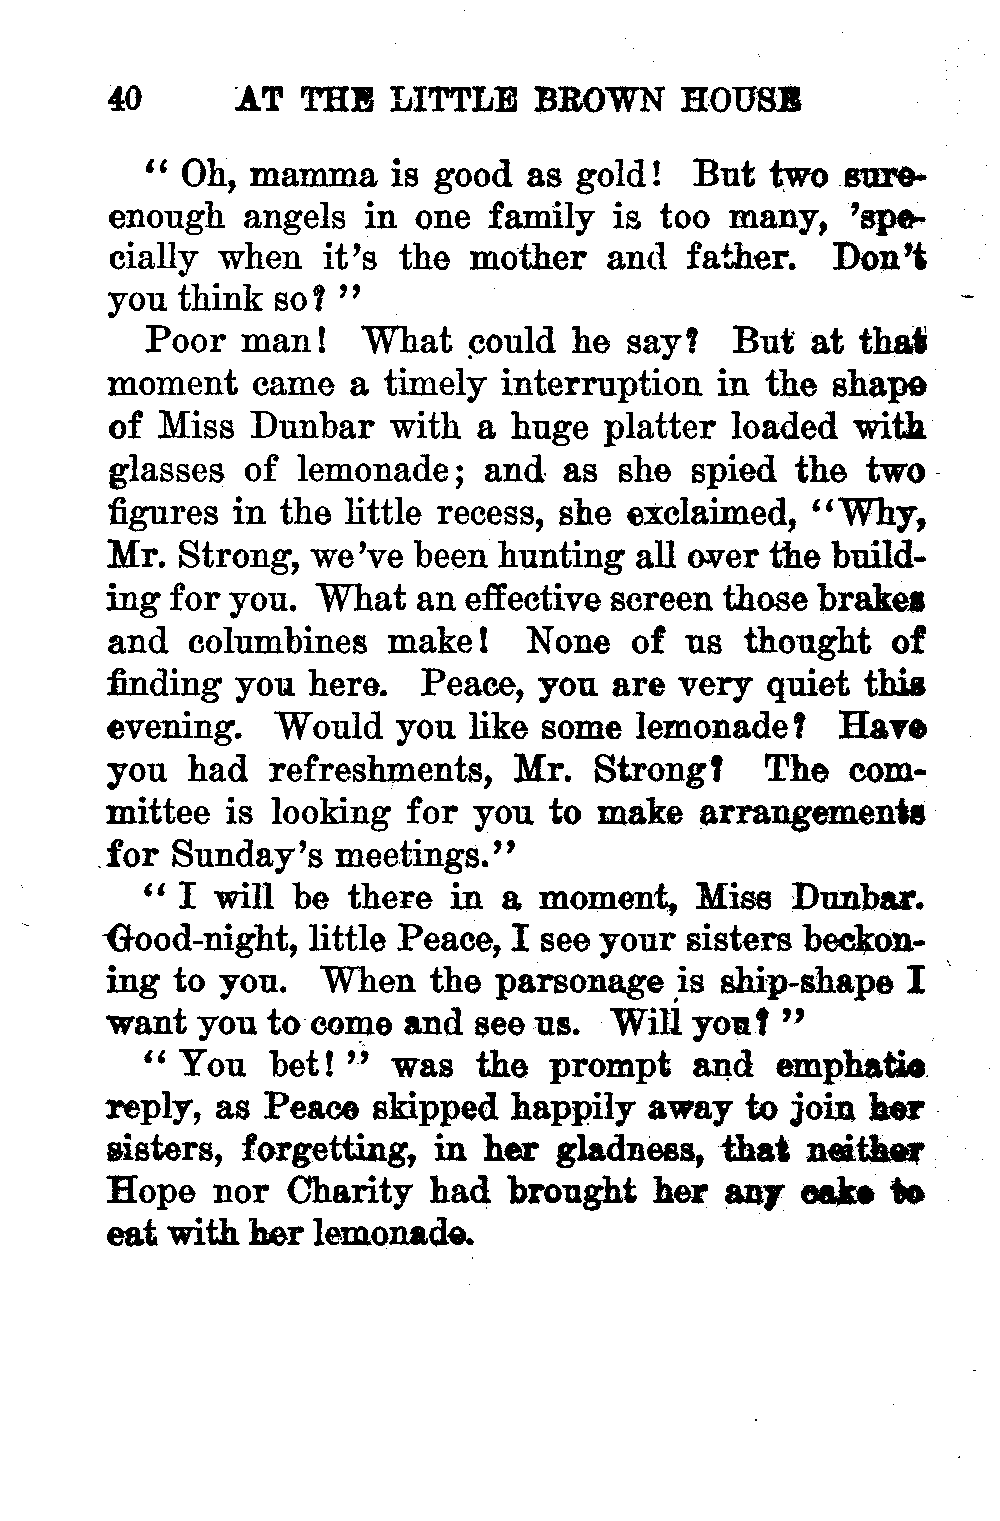 40 AT THE LITTLE BROWN HOUSE
“ Oh, mamma is good as gold! But two sure-
enough angels in one family is too many, ’spe-
cially when it’s the mother and father. Don’t
you think so? ”
Poor man! What could he say? But at that
moment came a timely interruption in the shape
of Miss Dunbar with a huge platter loaded with
glasses of lemonade; and as she spied the two
figures in the little recess, she exclaimed, “Why,
Mr. Strong, we’ve been hunting all over the build-
ing for you. What an effective screen those brakes
and columbines make! None of us thought of
finding you here. Peace, you are very quiet this
evening. Would you like some lemonade? Have
you had refreshments, Mr. Strong? The com-
mittee is looking for you to make arrangements
for Sunday’s meetings.”
“ I will be there in a moment, Miss Dunbar.
Good-night, little Peace, I see your sisters beckon-
ing to you. When the parsonage is ship-shape I
want you to come and see us. Will you? ”
“ You bet! ” was the prompt and emphatic
reply, as Peace skipped happily away to join her
sisters, forgetting, in her gladness, that neither
Hope nor Charity had brought her any cake to
eat with her lemonade.